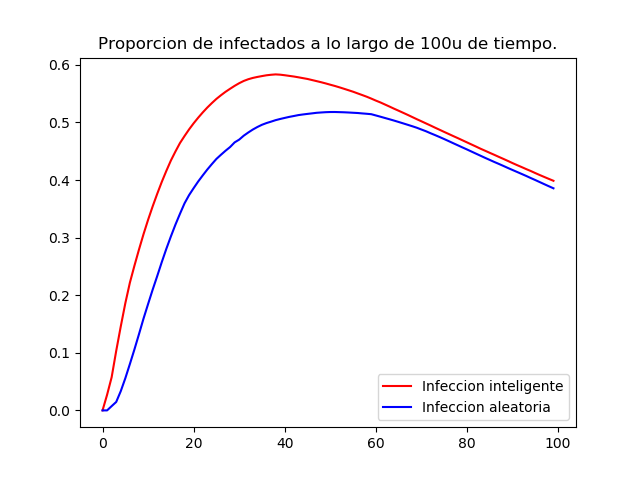 Proporcion de infectados a lo largo de 100u de tiempo.
0.6
0.5
0.4
0.3
0.2
0.1
0.0
Infeccion inteligente
Infeccion aleatoria
0 20 40 60 80 100